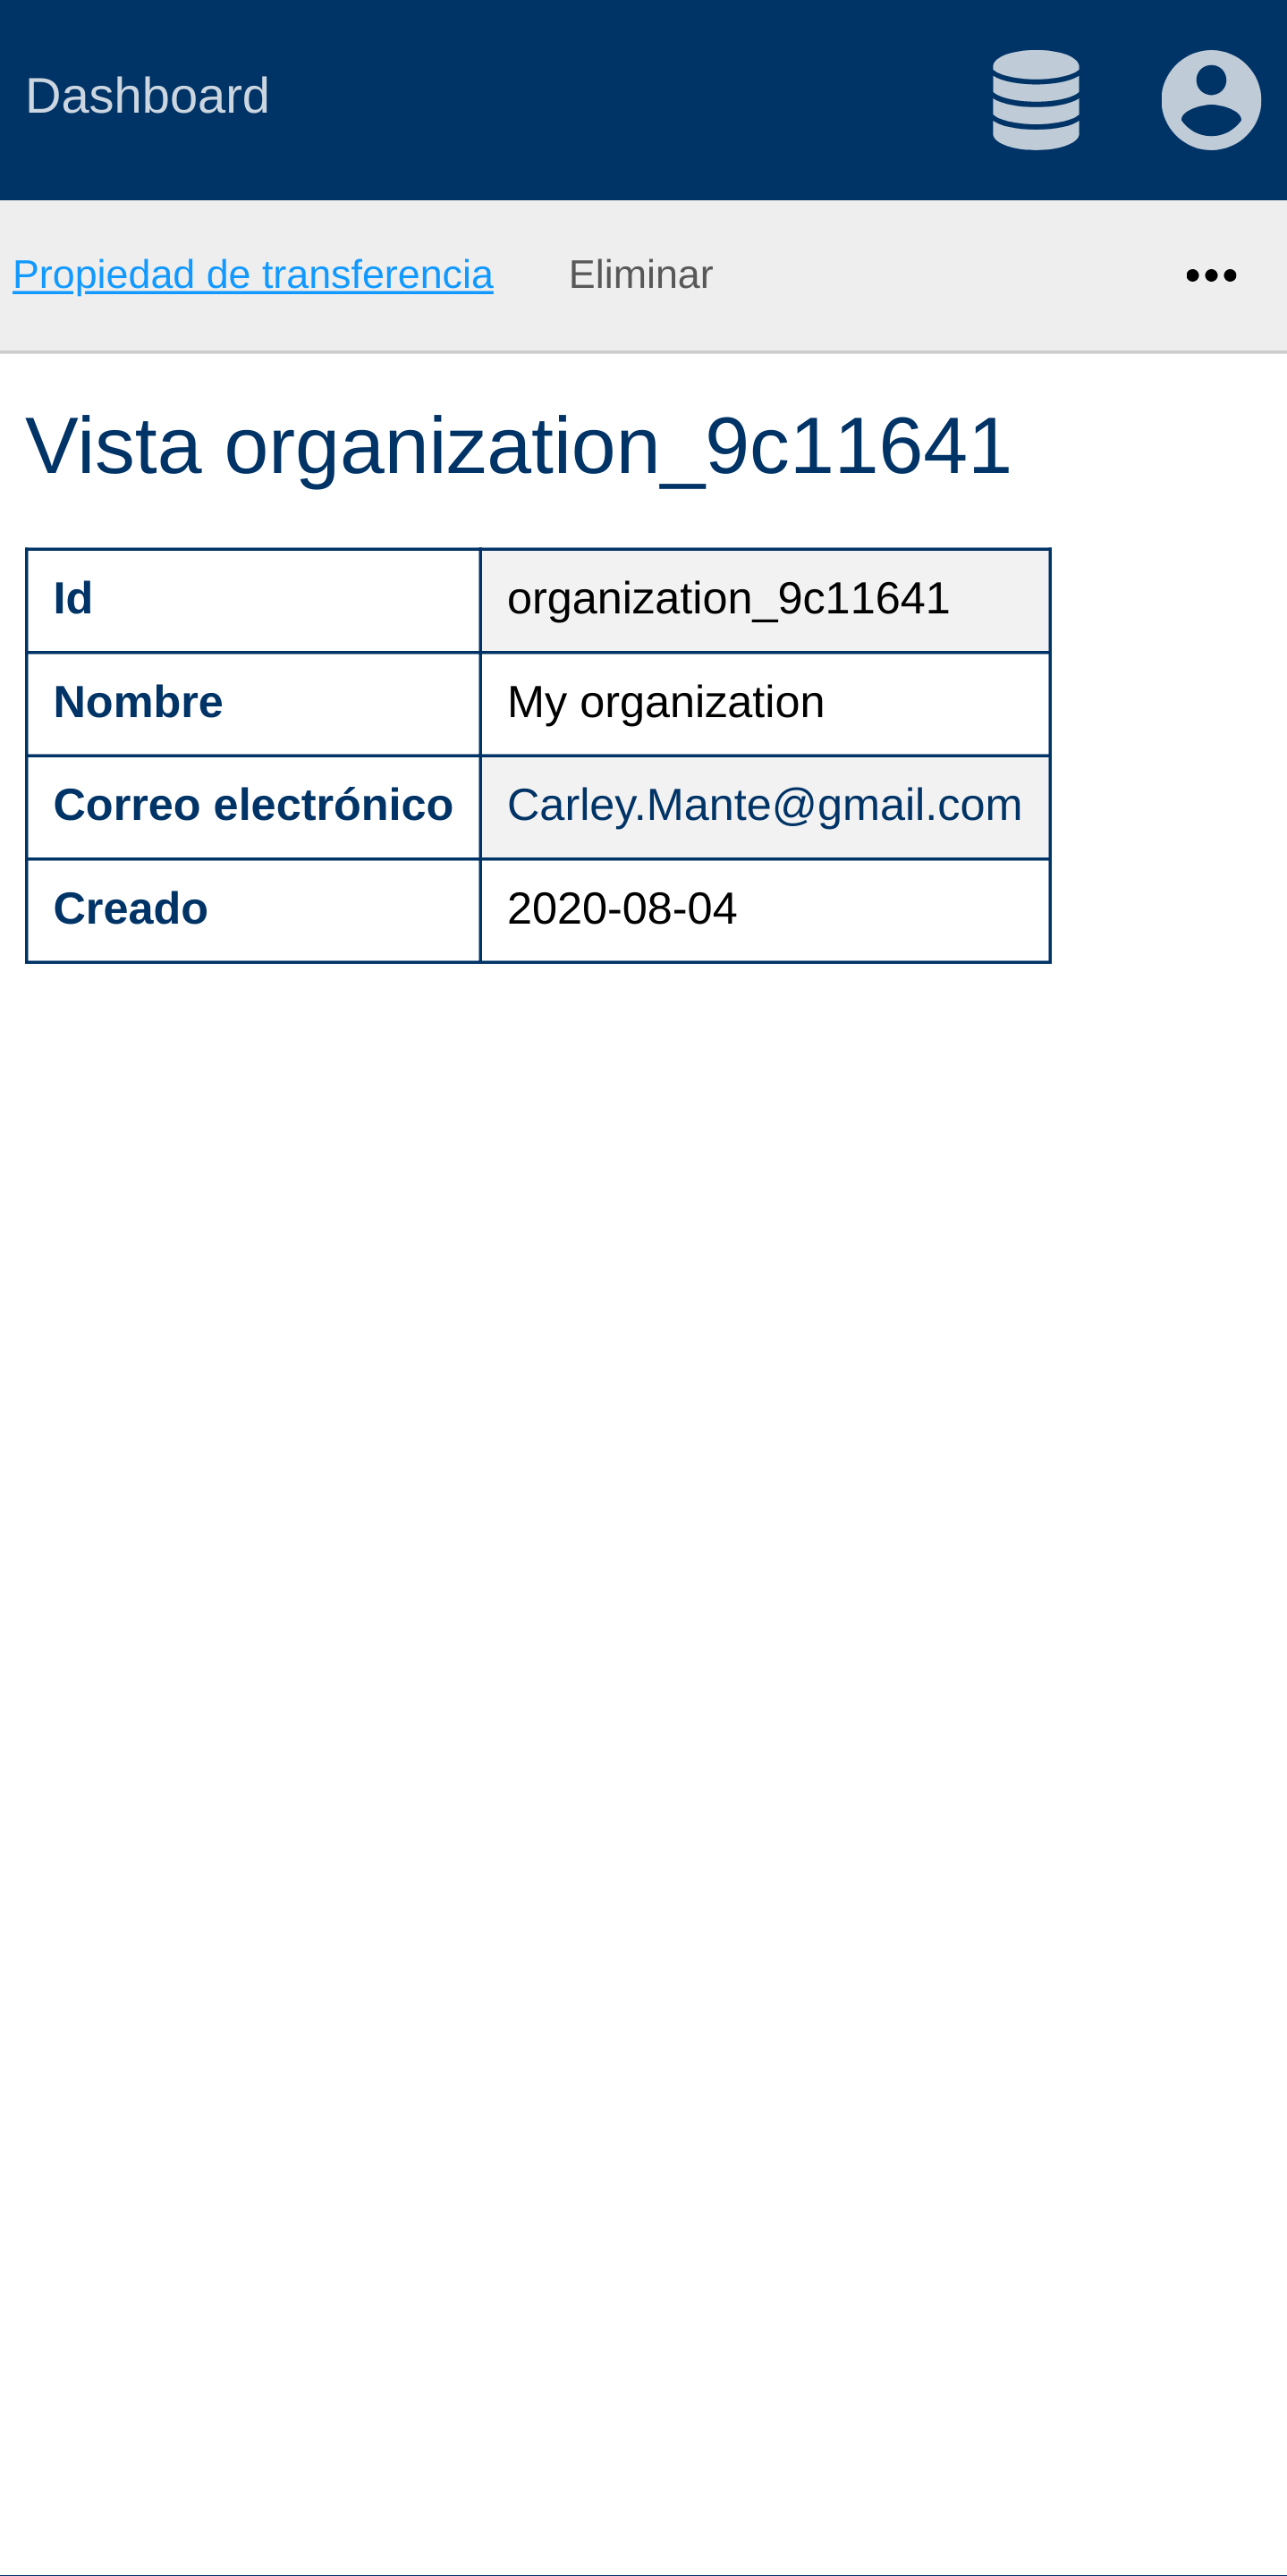 Dashboard
Propiedad de transferencia Eliminar
Vista organization_9c11641
Id organization_9c11641
Nombre My organization
Correo electrónico Carley.Mante@gmail.com
Creado 2020-08-04